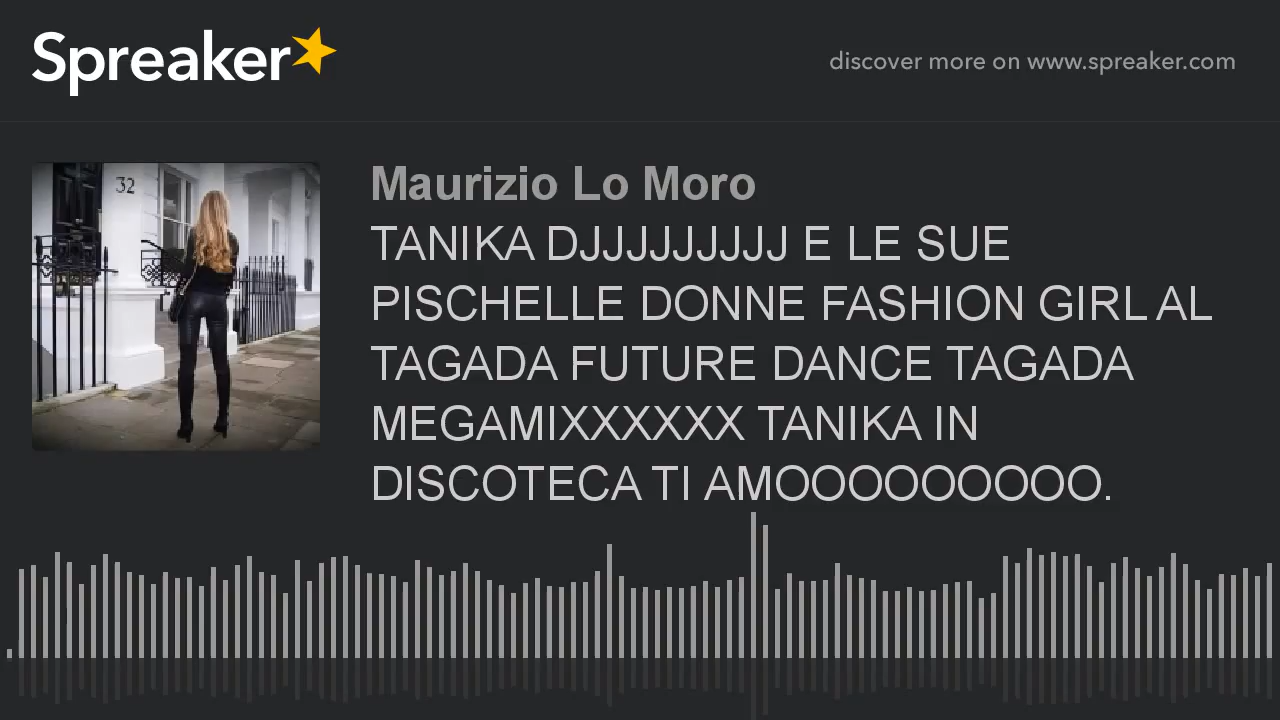 Spreaker
discover more on www.spreaker.com
32
Maurizio Lo Moro
TANIKA DJJJJJJJJJ E LE SUE
PISCHELLE DONNE FASHION GIRL AL
TAGADA FUTURE DANCE TAGADA
MEGAMIXXXXXX TANIKA IN
DISCOTECA TI AMOOOOOOOOO.